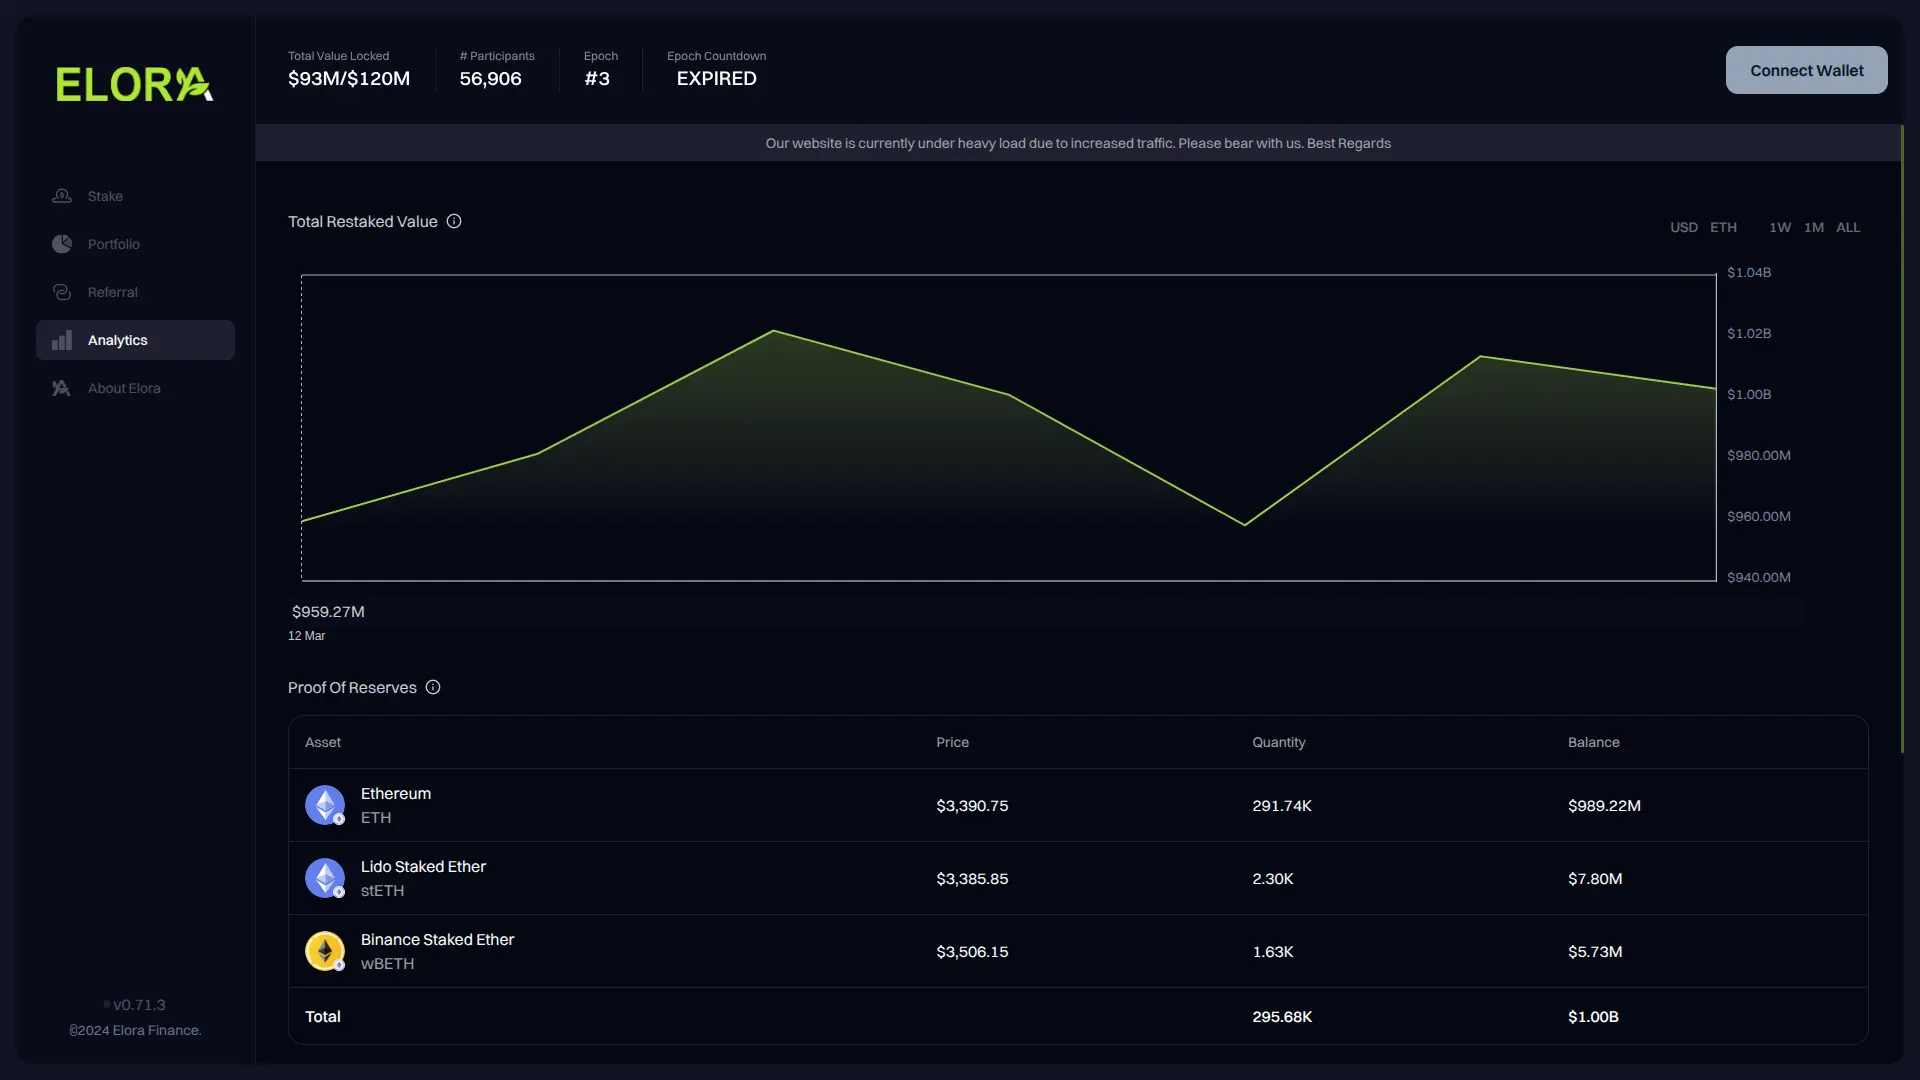 ELORA
Total Value Locked
$93M/$120M
# Participants
56,906
Epoch
#3
Epoch Countdown
EXPIRED
Connect Wallet
Our website is currently under heavy load due to increased traffic. Please bear with us. Best Regards
Stake
Portfolio
Referral
Analytics
About Elora
v0.71.3
©2024 Elora Finance.
Total Restaked Value
USD ETH 1W 1M ALL
$1.04B
$1.02B
$1.00B
$980.00M
$960.00M
$940.00M
$959.27M
12 Mar
Proof Of Reserves
Asset Price Quantity Balance
Ethereum
ETH
$3,390.75 291.74K $989.22M
Lido Staked Ether
stETH
$3,385.85 2.30K $7.80M
Binance Staked Ether
wBETH
$3,506.15 1.63K $5.73M
Total 295.68K $1.00B